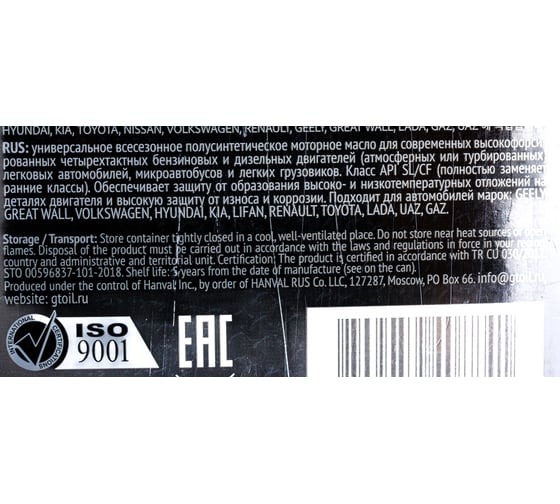 HYUNDAI, KIA, TOYOTA, NISSAN, VOLKSWAGEN, RENAULT, GEELY, GREAT WALL, LADA, GAZ, GAZ
RUS: универсальное всесезонное полусинтетическое моторное масло для современных высокофорси-
рованных четырехтактных бензиновых и дизельных двигателей (атмосферных или турбированных)
легковых автомобилей, микроавтобусов и легких грузовиков. Класс API SL/CF (полностью заменяет
ранние классы). Обеспечивает защиту от образования высоко- и низкотемпературных отложений на
деталях двигателя и высокую защиту от износа и коррозии. Подходит для автомобилей марок: GEELY,
GREAT WALL, VOLKSWAGEN, HYUNDAI, KIA, LIFAN, RENAULT, TOYOTA, LADA, UAZ, GAZ.
Storage / Transport: Store container tightly closed in a cool, well-ventilated place. Do not store near heat sources or open
flames. Disposal of the product must be carried out in accordance with the laws and regulations in force in your
country and administrative and territorial unit. Certification: The product is certified in accordance with TR CU 030/
STO 00596837-101-2018. Shelf life: 5 years from the date of manufacture (see on the can).
Produced under the control of Hanval Inc., by order of HANVAL RUS Co. LLC, 127287, Moscow, PO Box 66. info@gtoil.ru,
website: gtoil.ru
INTERNATIONAL CERTIFICATIONS
ISO
9001
EAC